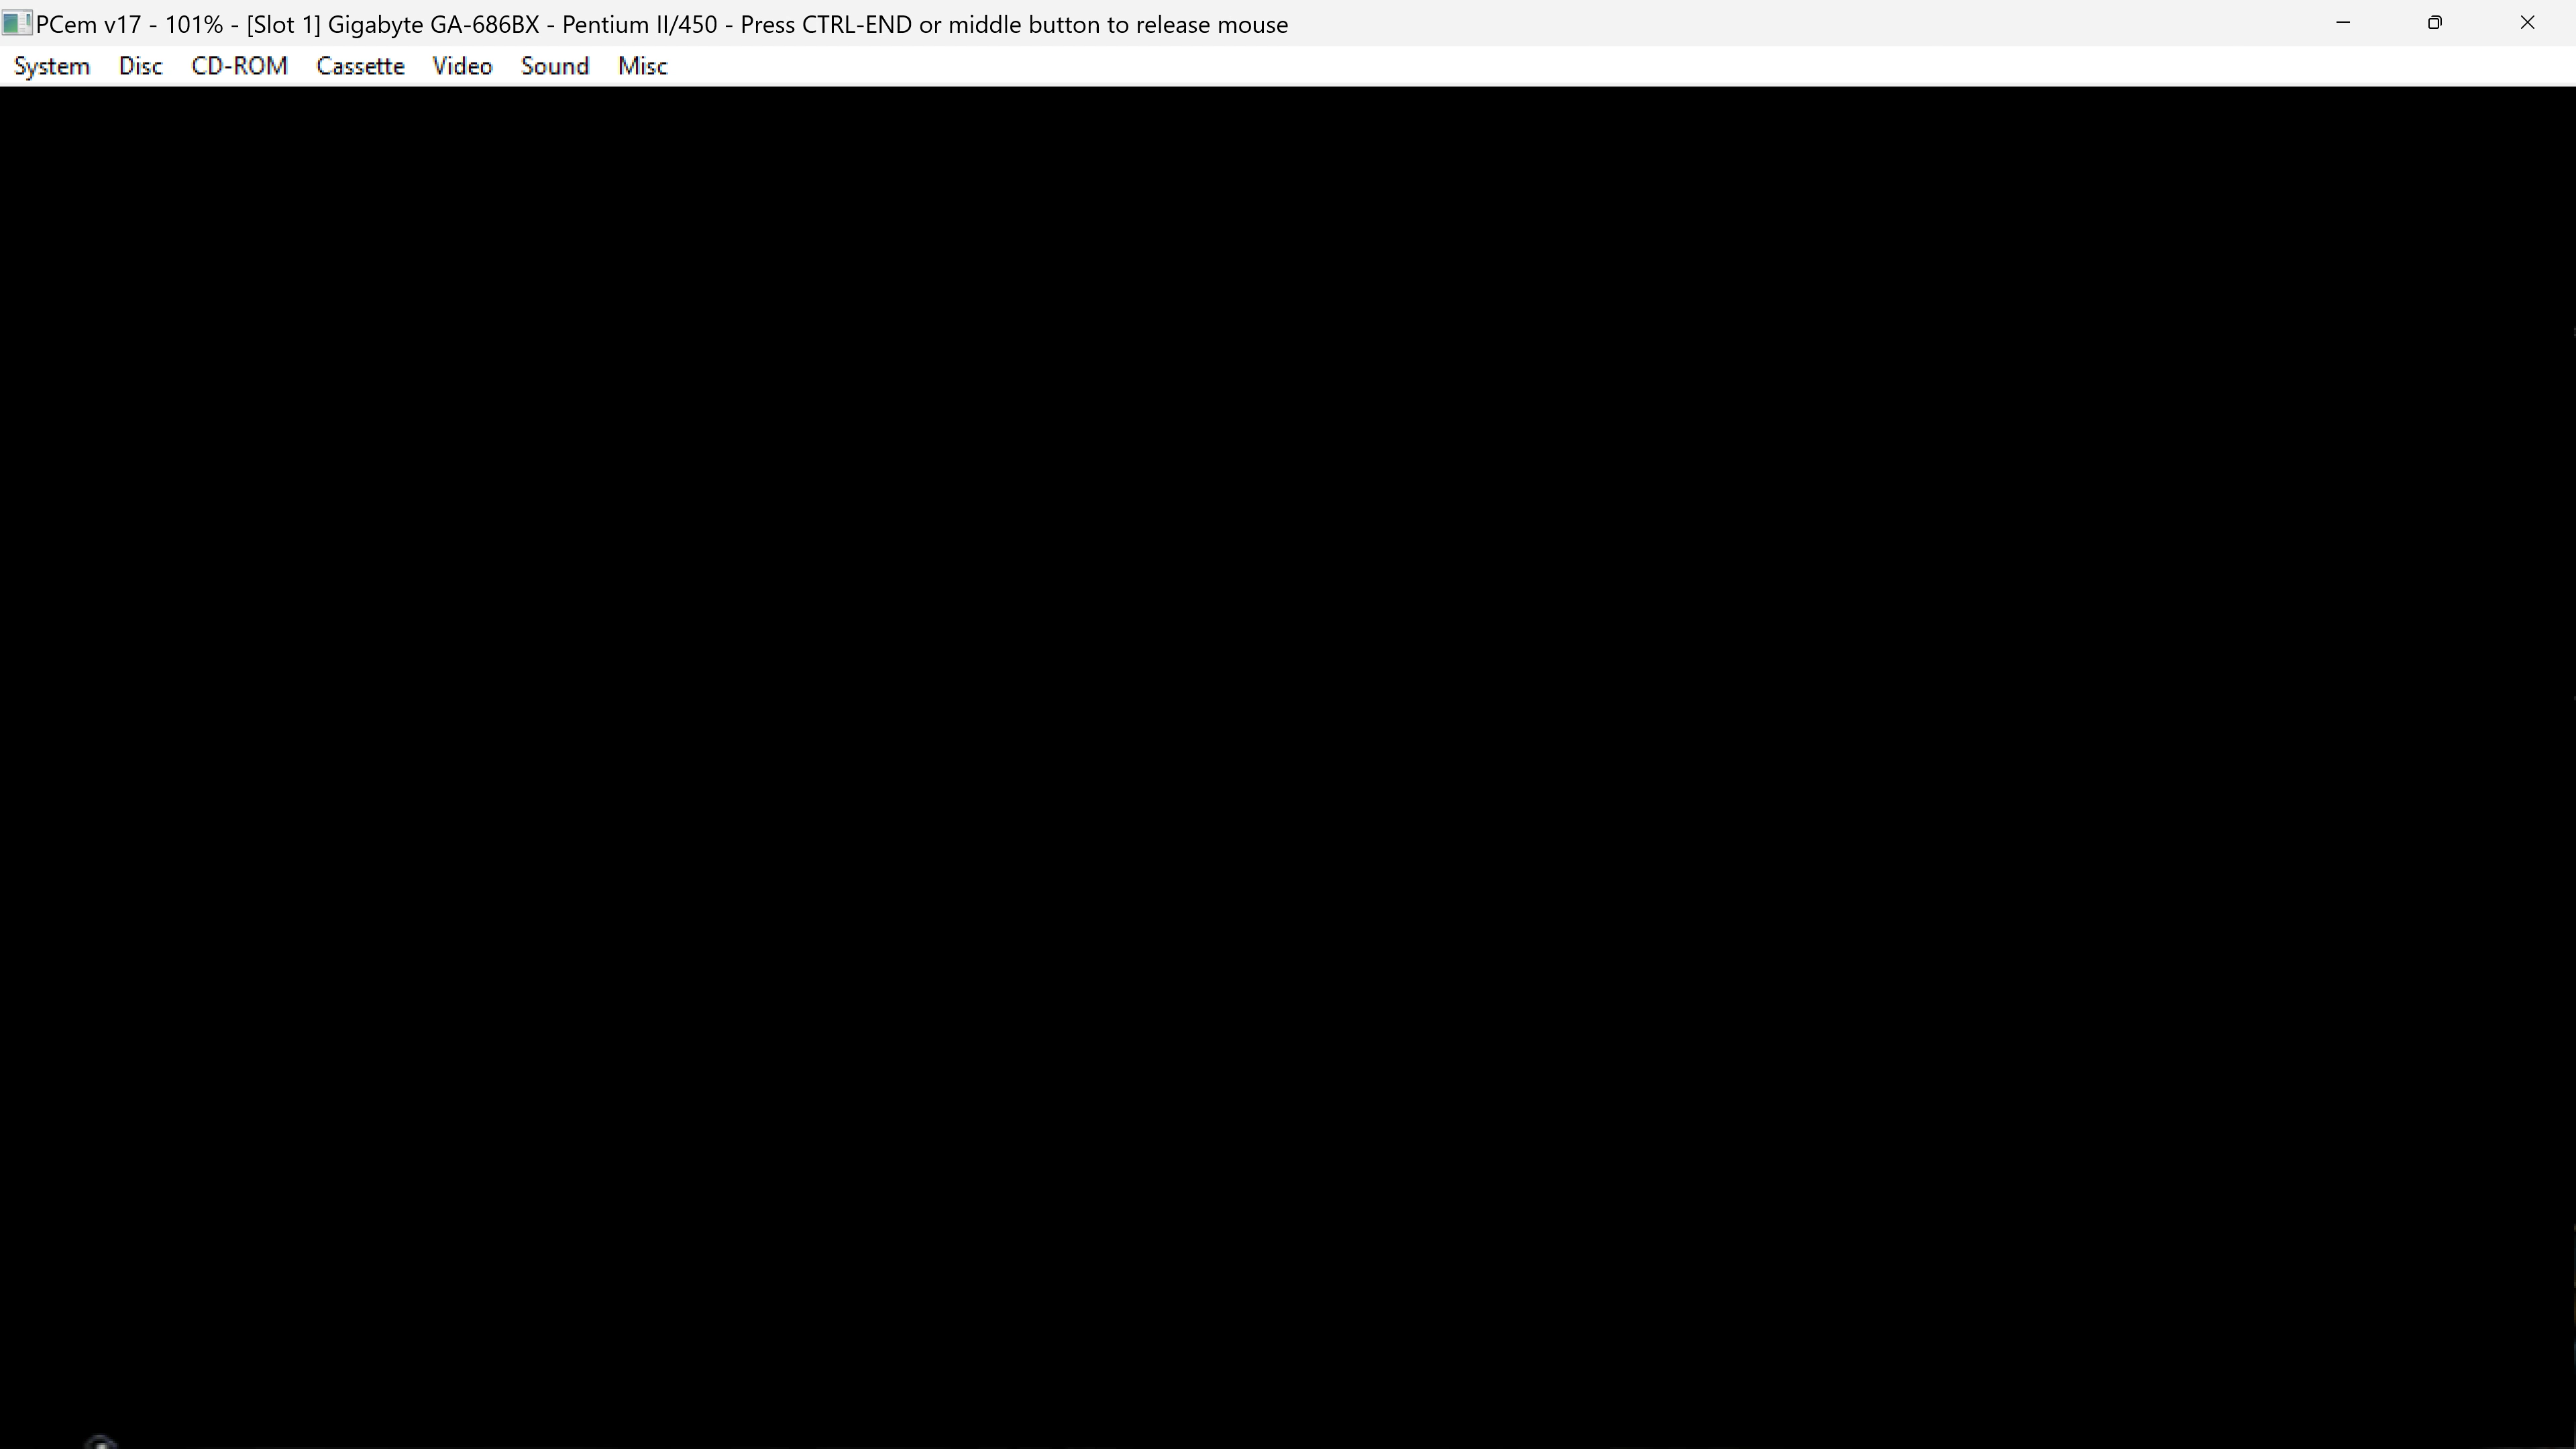 PCem v17 - 101% - [Slot 1] Gigabyte GA-686BX - Pentium II/450 - Press CTRL-END or middle button to release mouse
System Disc CD-ROM Cassette Video Sound Misc